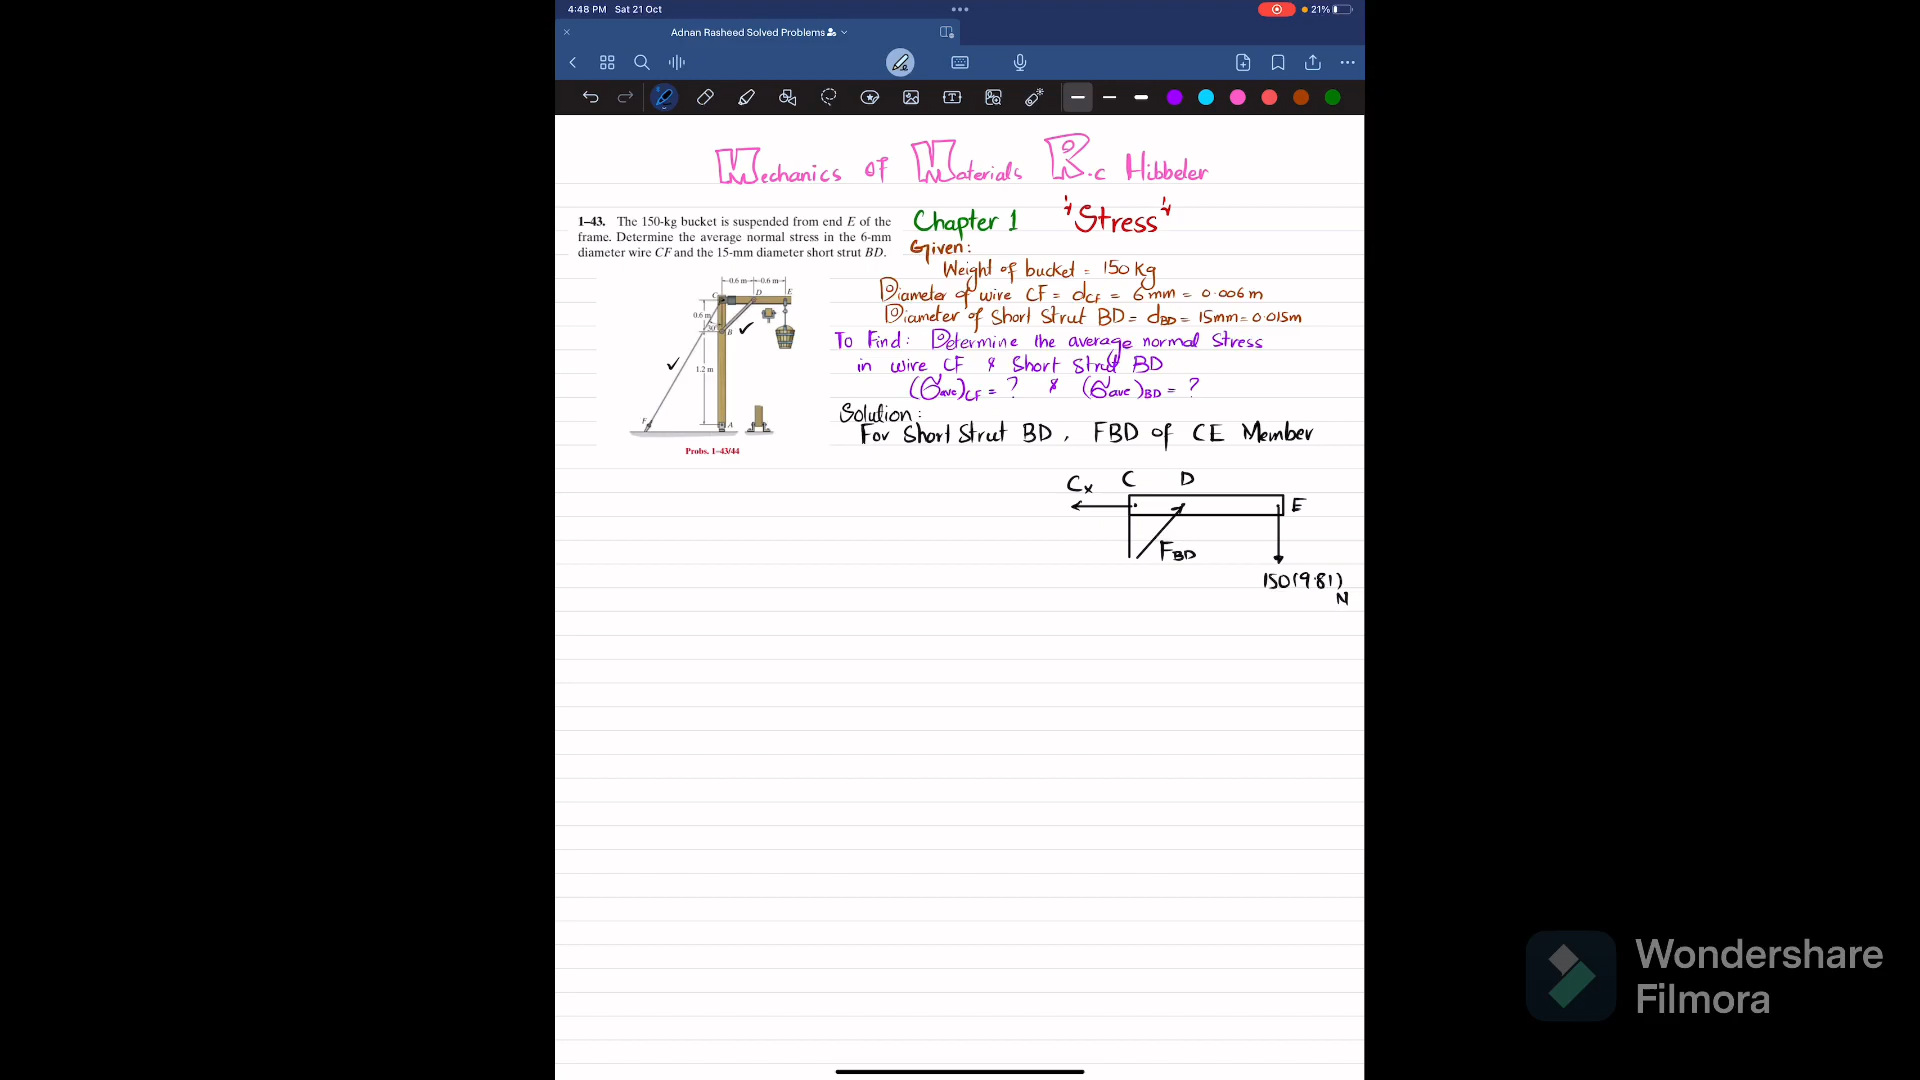 4:48 PM Sat 21 Oct
21%
Adnan Rasheed Solved Problems
Mechanics of Materials R.c Hibbeler
1–43. The 150-kg bucket is suspended from end E of the
frame. Determine the average normal stress in the 6-mm
diameter wire CF and the 15-mm diameter short strut BD.
Chapter 1 "Stress"
Given:
Weight of bucket = 150 kg
Diameter of wire CF = dCF = 6mm = 0.006 m
Diameter of Short Strut BD = dBD = 15mm = 0.015m
To Find: Determine the average normal Stress
in wire CF & Short Strut BD
(σave)CF = ? & (σave)BD = ?
Solution:
For Short Strut BD, FBD of CE Member
0.6 m 0.6 m
C D E
0.6 m
30° B
1.2 m
F A
Probs. 1–43/44
Cx C D
E
FBD
150(9.81)
N
Wondershare
Filmora